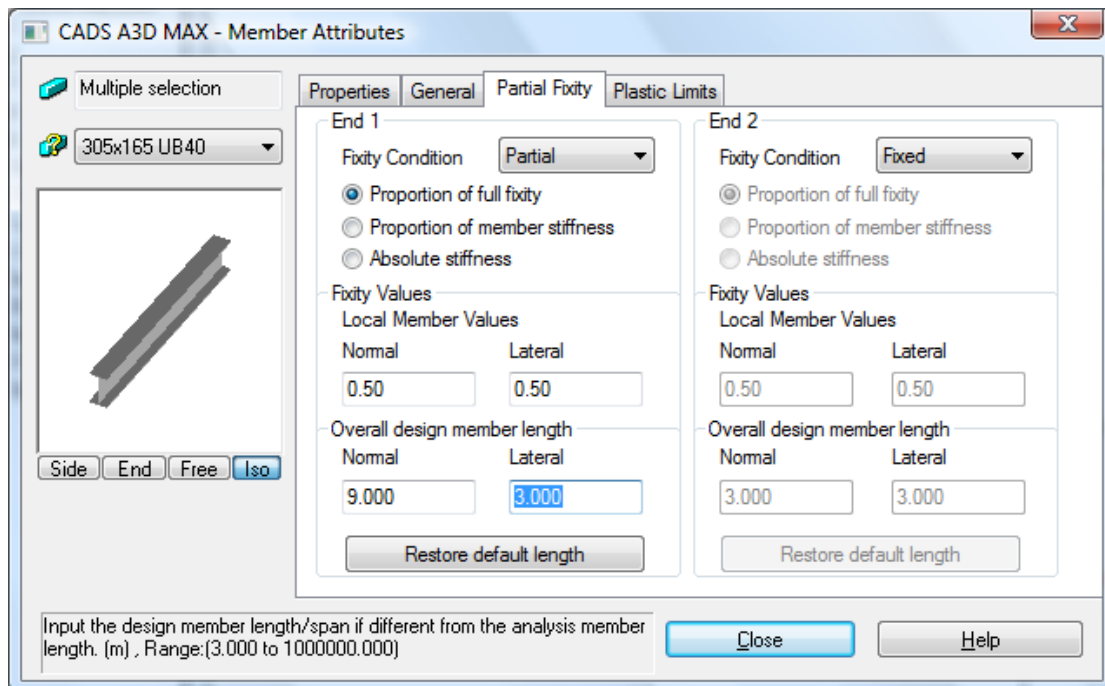 CADS A3D MAX - Member Attributes
X
Multiple selection
305x165 UB40
Side End Free Iso
Properties General Partial Fixity Plastic Limits
End 1
Fixity Condition Partial
Proportion of full fixity
Proportion of member stiffness
Absolute stiffness
Fixity Values
Local Member Values
Normal Lateral
0.50 0.50
Overall design member length
Normal Lateral
9.000 3.000
Restore default length
End 2
Fixity Condition Fixed
Proportion of full fixity
Proportion of member stiffness
Absolute stiffness
Fixity Values
Local Member Values
Normal Lateral
0.50 0.50
Overall design member length
Normal Lateral
3.000 3.000
Restore default length
Input the design member length/span if different from the analysis member
length. (m) , Range:(3.000 to 1000000.000)
Close Help